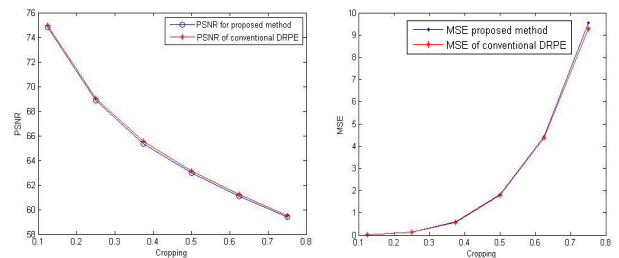 76
74
72
70
68
66
64
62
60
58
PSNR
PSNR for proposed method
PSNR of conventional DRPE
0.1 0.2 0.3 0.4 0.5 0.6 0.7 0.8
Cropping
10
9
8
7
6
5
4
3
2
1
0
MSE
MSE proposed method
MSE of conventional DRPE
0.1 0.2 0.3 0.4 0.5 0.6 0.7 0.8
Cropping